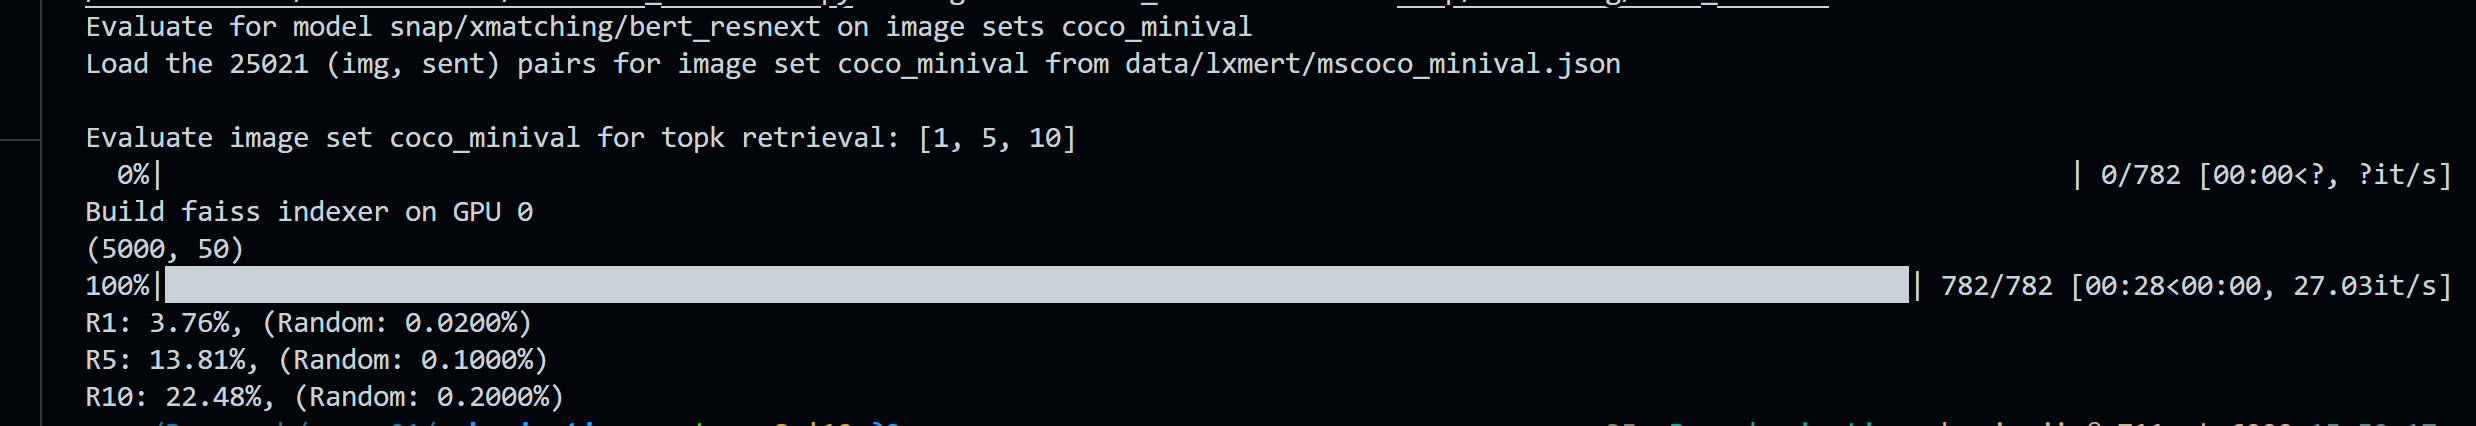 Evaluate for model snap/xmatching/bert_resnext on image sets coco_minival
Load the 25021 (img, sent) pairs for image set coco_minival from data/lxmert/mscoco_minival.json
Evaluate image set coco_minival for topk retrieval: [1, 5, 10]
0%| | 0/782 [00:00<?, ?it/s]
Build faiss indexer on GPU 0
(5000, 50)
100%| | 782/782 [00:28<00:00, 27.03it/s]
R1: 3.76%, (Random: 0.0200%)
R5: 13.81%, (Random: 0.1000%)
R10: 22.48%, (Random: 0.2000%)